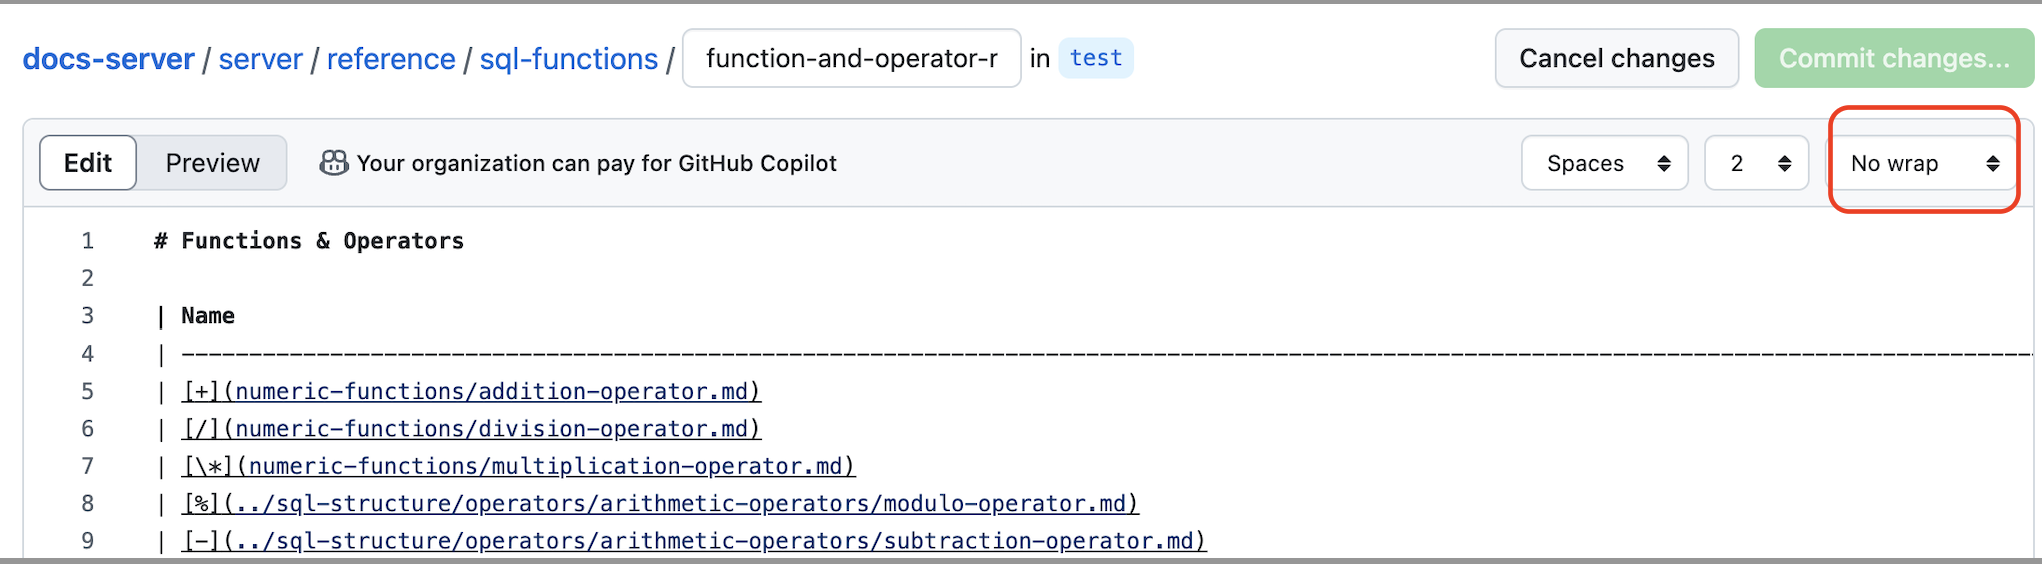 docs-server / server / reference / sql-functions / function-and-operator-r in test Cancel changes Commit changes...
Edit Preview Your organization can pay for GitHub Copilot Spaces 2 No wrap
1 # Functions & Operators
2
3 | Name
4 | -----------------------------------------------------------------------------------------------------------------------------------------
5 | [+](numeric-functions/addition-operator.md)
6 | [/](numeric-functions/division-operator.md)
7 | [\*](numeric-functions/multiplication-operator.md)
8 | [%](../sql-structure/operators/arithmetic-operators/modulo-operator.md)
9 | [-](../sql-structure/operators/arithmetic-operators/subtraction-operator.md)